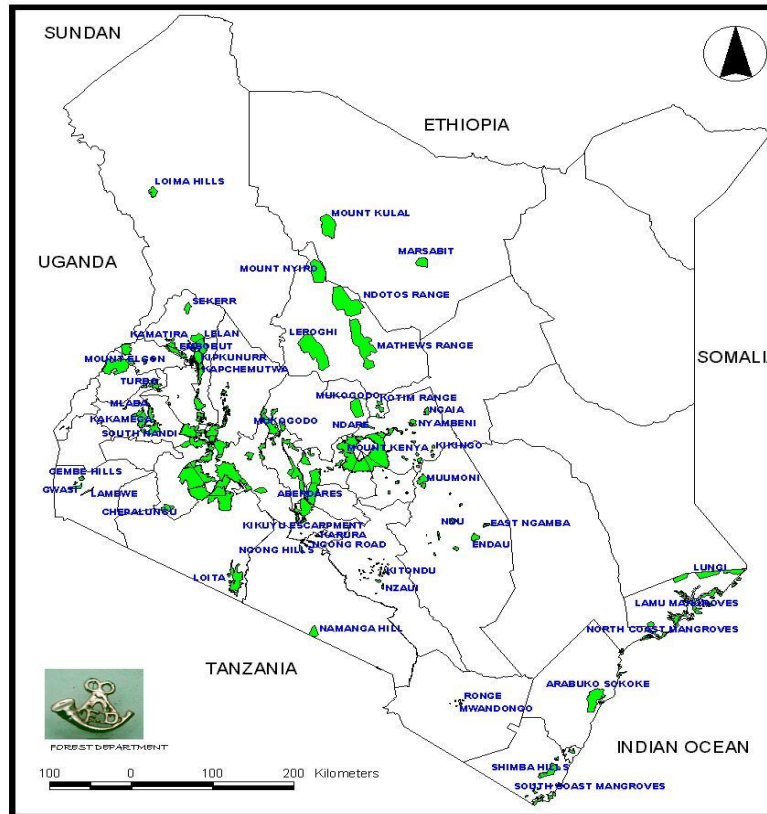 SUNDAN
ETHIOPIA
LOIMA HILLS
MOUNT KULAL
MARSABIT
UGANDA
MOUNT NYIRO
NDOTOS RANGE
SEKERR
KAMATIRA
LELAN
EMBOBUT
LEROGHI
MATHEWS RANGE
SOMALI
MOUNT ELGON
KIPKUNURR
KAPCHEMUTWA
TURBO
MUKOGODO
KOTIM RANGE
MLABA
NGAIA
KAKAMEGA
MUKOGODO
NDARE
NYAMBENI
SOUTH NANDI
MOUNT KENYA
KIKINGO
GEMBE HILLS
GWASI
LAMEWE
ABERDARES
MUUMONI
CHEPALUNGU
KIKUYU ESCARPMENT
NUU
EAST NGAMBA
KARURA
NGONG ROAD
NGONG HILLS
ENDAU
LOITA
KITONDU
NZAUI
LUNGI
LAMU MANGROVES
NAMANGA HILL
NORTH COAST MANGROVES
TANZANIA
ARABUKO SOKOKE
RONGE
MWANDONGO
FOREST DEPARTMENT
INDIAN OCEAN
SHIMBA HILLS
SOUTH COAST MANGROVES
100 0 100 200 Kilometers